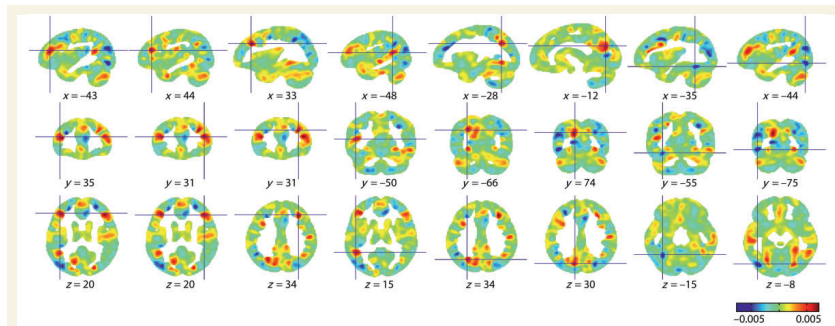 x = –43 x = 44 x = 33 x = –48 x = –28 x = –12 x = –35 x = –44
y = 35 y = 31 y = 31 y = –50 y = –66 y = 74 y = –55 y = –75
z = 20 z = 20 z = 34 z = 15 z = 34 z = 30 z = –15 z = –8
–0.005 0.005